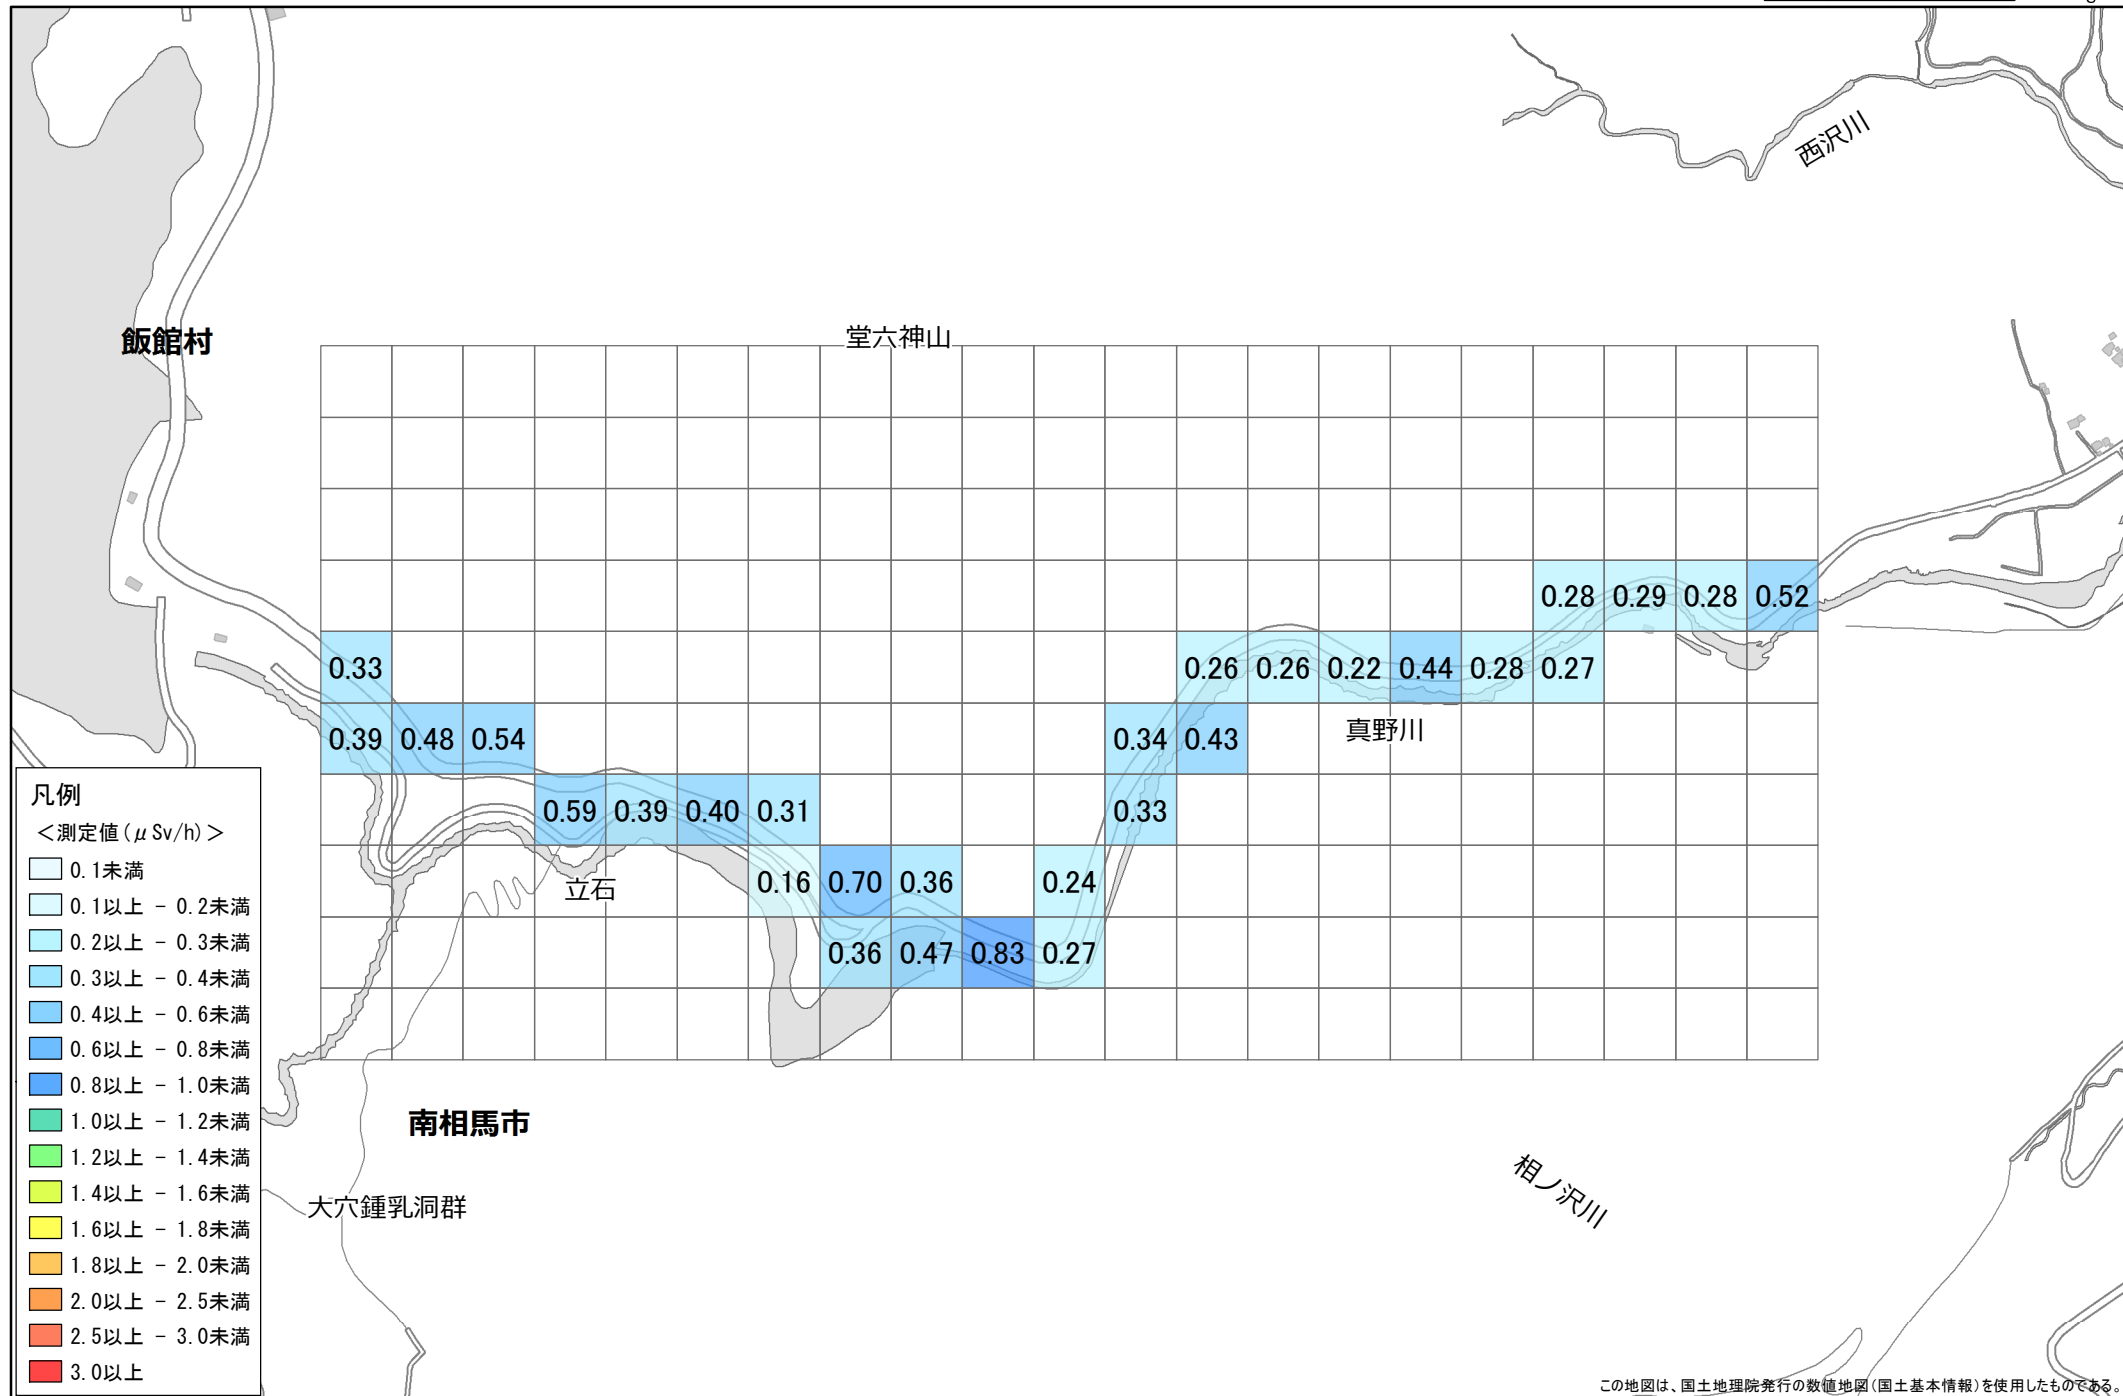 西沢川
飯舘村
堂六神山
0.28 0.29 0.28 0.52
0.33
0.26 0.26 0.22 0.44 0.28 0.27
0.39 0.48 0.54
0.34 0.43
真野川
0.59 0.39 0.40 0.31
0.33
立石
0.16 0.70 0.36
0.24
0.36 0.47 0.83 0.27
南相馬市
大穴鍾乳洞群
相ノ沢川
凡例
<測定値(μSv/h)>
0.1未満
0.1以上 - 0.2未満
0.2以上 - 0.3未満
0.3以上 - 0.4未満
0.4以上 - 0.6未満
0.6以上 - 0.8未満
0.8以上 - 1.0未満
1.0以上 - 1.2未満
1.2以上 - 1.4未満
1.4以上 - 1.6未満
1.6以上 - 1.8未満
1.8以上 - 2.0未満
2.0以上 - 2.5未満
2.5以上 - 3.0未満
3.0以上
この地図は、国土地理院発行の数値地図(国土基本情報)を使用したものである。